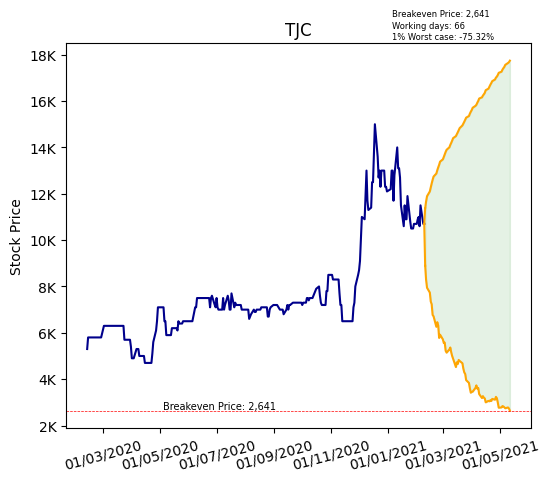 Breakeven Price: 2,641
Working days: 66
1% Worst case: -75.32%
TJC
Stock Price
18K
16K
14K
12K
10K
8K
6K
4K
2K
Breakeven Price: 2,641
01/03/2020
01/05/2020
01/07/2020
01/09/2020
01/11/2020
01/01/2021
01/03/2021
01/05/2021